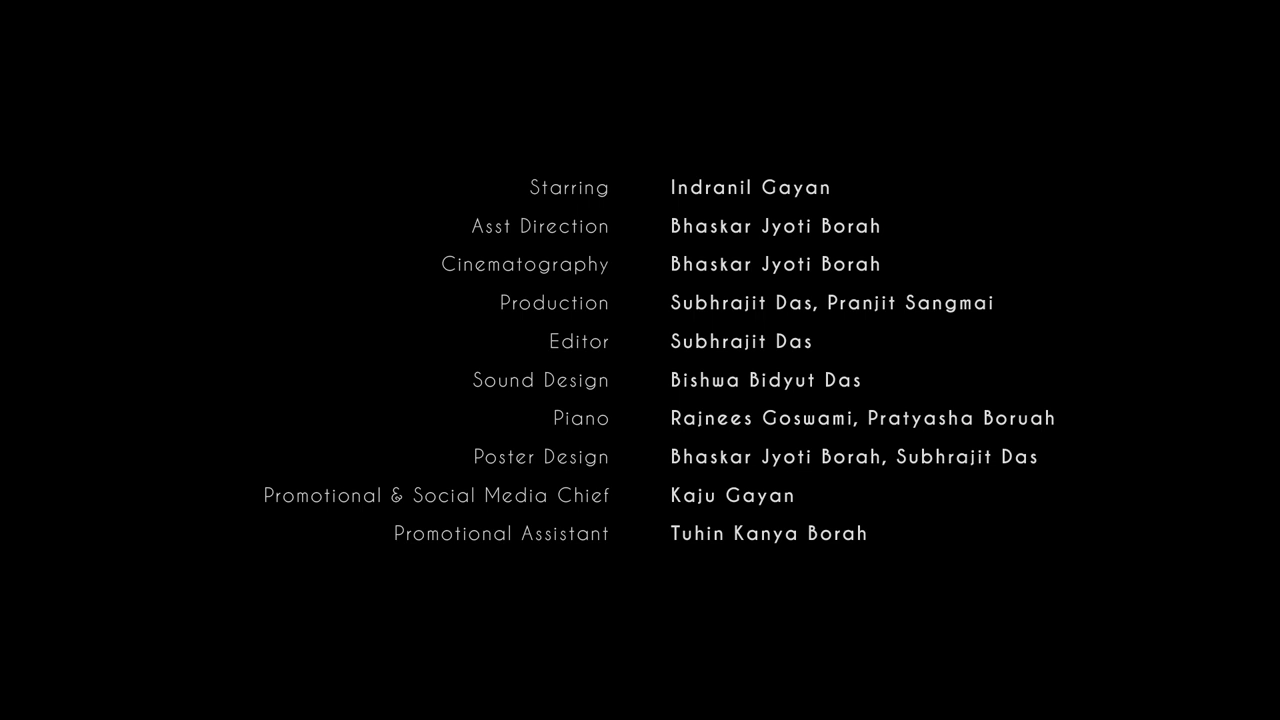 Starring Indranil Gayan
Asst Direction Bhaskar Jyoti Borah
Cinematography Bhaskar Jyoti Borah
Production Subhrajit Das, Pranjit Sangmai
Editor Subhrajit Das
Sound Design Bishwa Bidyut Das
Piano Rajnees Goswami, Pratyasha Boruah
Poster Design Bhaskar Jyoti Borah, Subhrajit Das
Promotional & Social Media Chief Kaju Gayan
Promotional Assistant Tuhin Kanya Borah